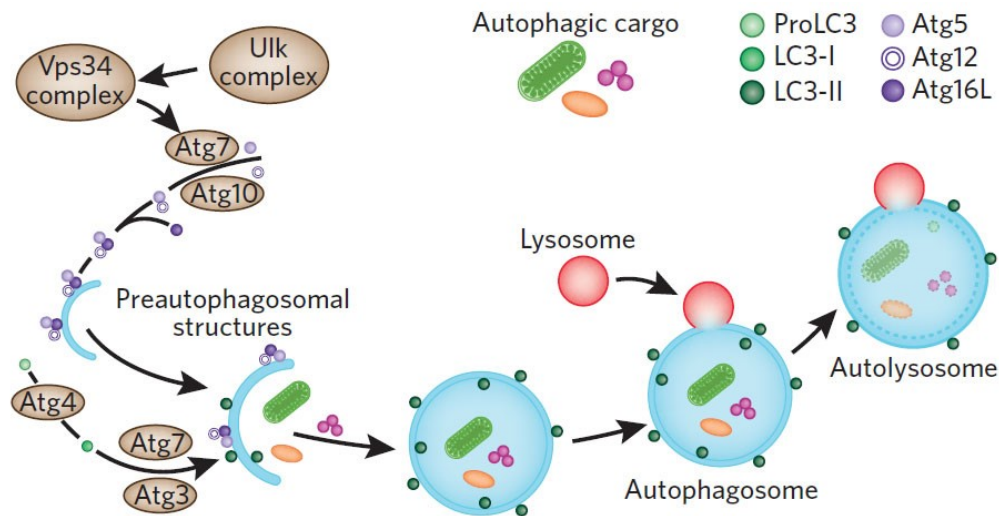 Vps34
complex
Ulk
complex
Autophagic cargo
ProLC3
LC3-I
LC3-II
Atg5
Atg12
Atg16L
Atg7
Atg10
Preautophagosomal
structures
Lysosome
Atg4
Atg7
Atg3
Autophagosome
Autolysosome